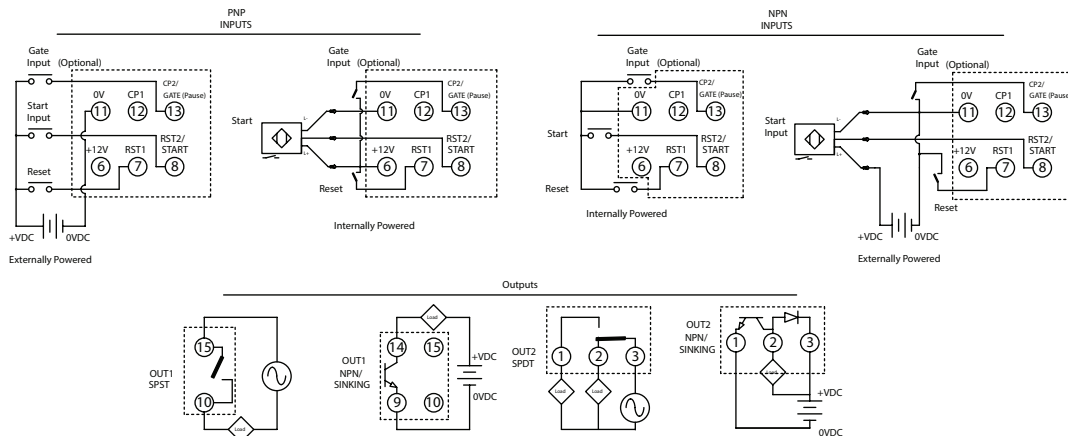 PNP
INPUTS
Gate
Input (Optional)
0V CP1 CP2/
GATE (Pause)
11 12 13
Start
Input
+12V RST1 RST2/
START
6 7 8
Reset
+VDC 0VDC
Externally Powered
Gate
Input (Optional)
0V CP1 CP2/
GATE (Pause)
11 12 13
Start
L-
L+
+12V RST1 RST2/
START
6 7 8
Reset
Internally Powered
NPN
INPUTS
Gate
Input (Optional)
0V CP1 CP2/
GATE (Pause)
11 12 13
Start
+12V RST1 RST2/
START
6 7 8
Reset
Internally Powered
Gate
Input (Optional)
0V CP1 CP2/
GATE (Pause)
11 12 13
Start
Input
L-
L+
+12V RST1 RST2/
START
6 7 8
Reset
+VDC 0VDC
Externally Powered
Outputs
OUT1
SPST
15
10
Load
OUT1
NPN/
SINKING
Load
14 15
9 10
+VDC
0VDC
OUT2
SPDT
1 2 3
Load Load
OUT2
NPN/
SINKING
1 2 3
Load
+VDC
0VDC